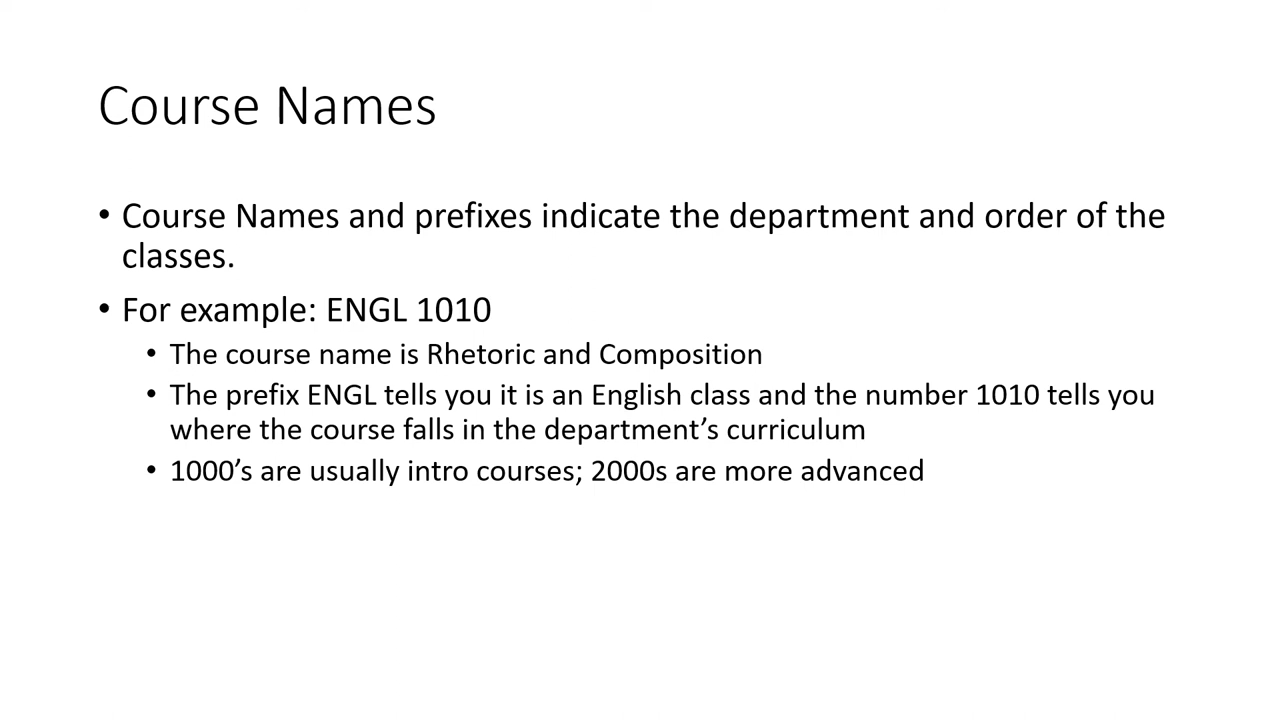 Course Names
• Course Names and prefixes indicate the department and order of the
classes.
• For example: ENGL 1010
• The course name is Rhetoric and Composition
• The prefix ENGL tells you it is an English class and the number 1010 tells you
where the course falls in the department’s curriculum
• 1000’s are usually intro courses; 2000s are more advanced